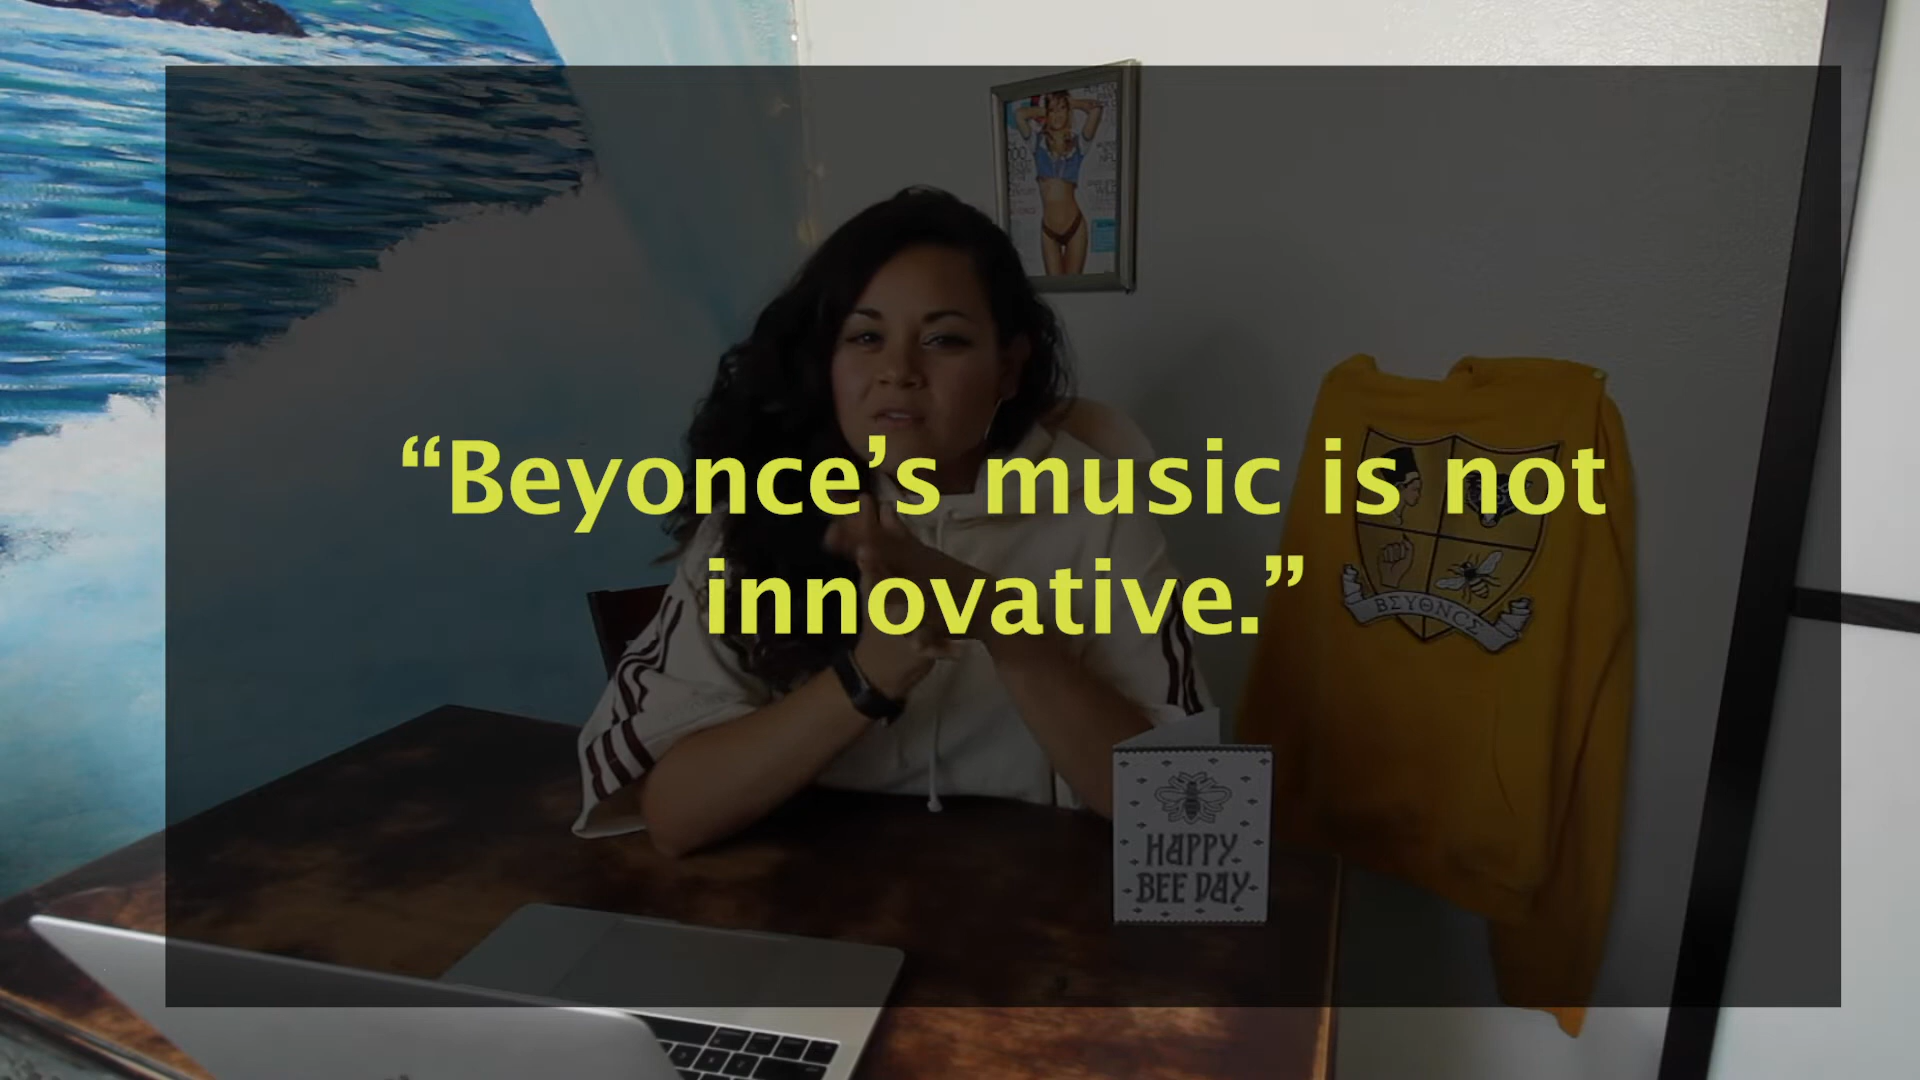 “Beyonce’s music is not
innovative.”
BΣYΘNCΣ
HAPPY
BEE DAY